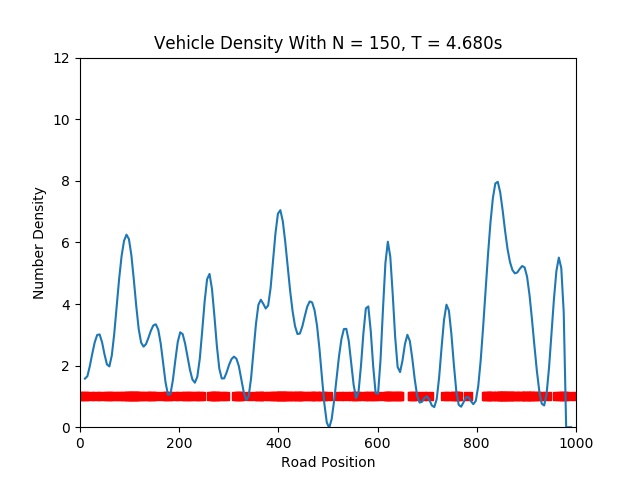 Vehicle Density With N = 150, T = 4.680s
12
10
8
6
4
2
0
Number Density
0 200 400 600 800 1000
Road Position